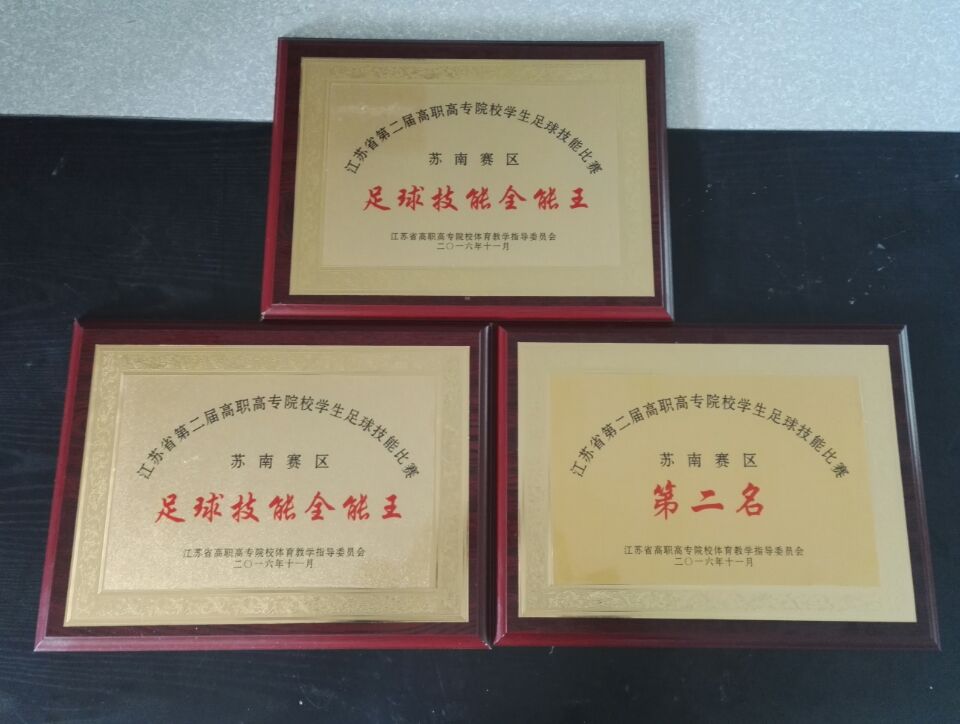 江苏省第二届高职高专院校学生足球技能比赛
苏南赛区
足球技能全能王
江苏省高职高专院校体育教学指导委员会
二〇一六年十一月
江苏省第二届高职高专院校学生足球技能比赛
苏南赛区
足球技能全能王
江苏省高职高专院校体育教学指导委员会
二〇一六年十一月
江苏省第二届高职高专院校学生足球技能比赛
苏南赛区
第二名
江苏省高职高专院校体育教学指导委员会
二〇一六年十一月